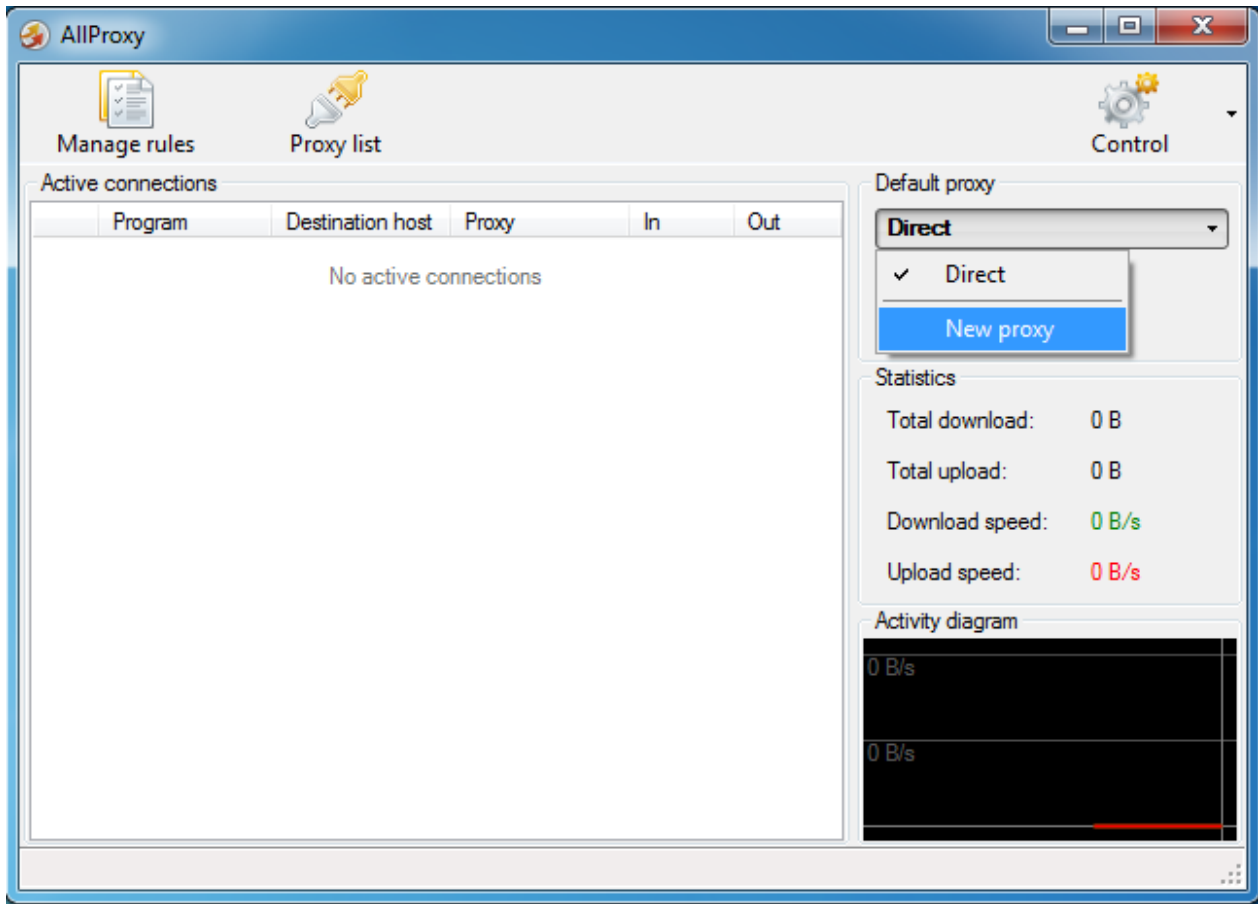 AllProxy
Manage rules
Proxy list
Control
Active connections
Program Destination host Proxy In Out
No active connections
Default proxy
Direct
Direct
New proxy
Statistics
Total download: 0 B
Total upload: 0 B
Download speed: 0 B/s
Upload speed: 0 B/s
Activity diagram
0 B/s
0 B/s